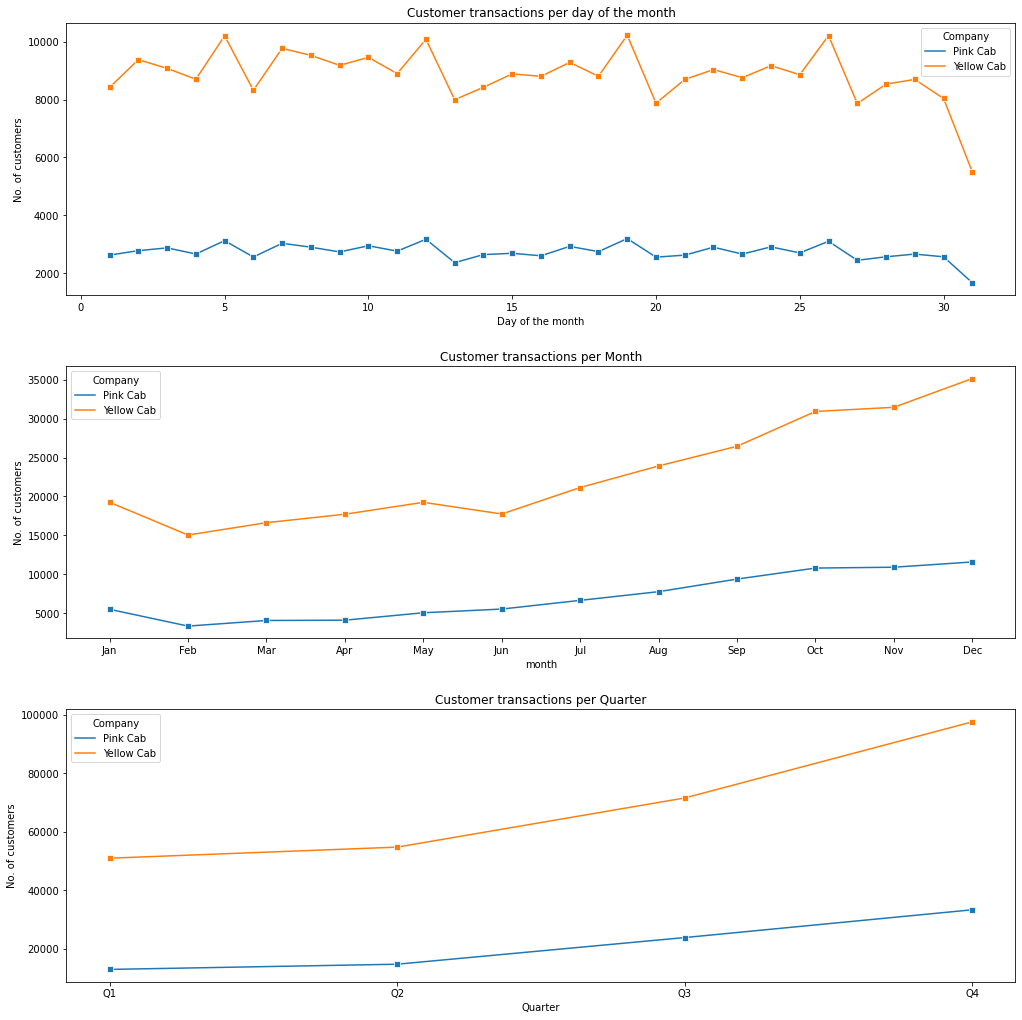 Customer transactions per day of the month
No. of customers
10000
8000
6000
4000
2000
Company
Pink Cab
Yellow Cab
0 5 10 15 20 25 30
Day of the month
Customer transactions per Month
No. of customers
35000
30000
25000
20000
15000
10000
5000
Company
Pink Cab
Yellow Cab
Jan Feb Mar Apr May Jun Jul Aug Sep Oct Nov Dec
month
Customer transactions per Quarter
No. of customers
100000
80000
60000
40000
20000
Company
Pink Cab
Yellow Cab
Q1 Q2 Q3 Q4
Quarter